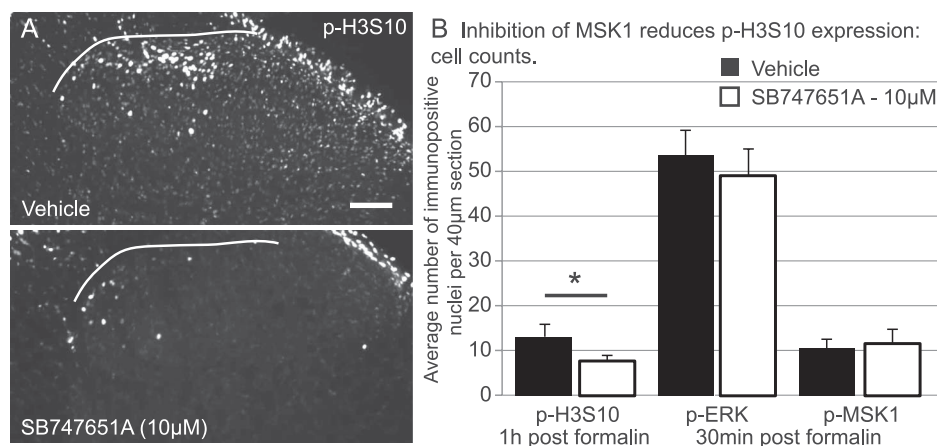 A
p-H3S10
Vehicle
SB747651A (10µM)
B Inhibition of MSK1 reduces p-H3S10 expression:
cell counts.
Vehicle
SB747651A - 10µM
Average number of immunopositive
nuclei per 40µm section
70
60
50
40
30
20
10
0
*
p-H3S10
p-ERK
p-MSK1
1h post formalin
30min post formalin